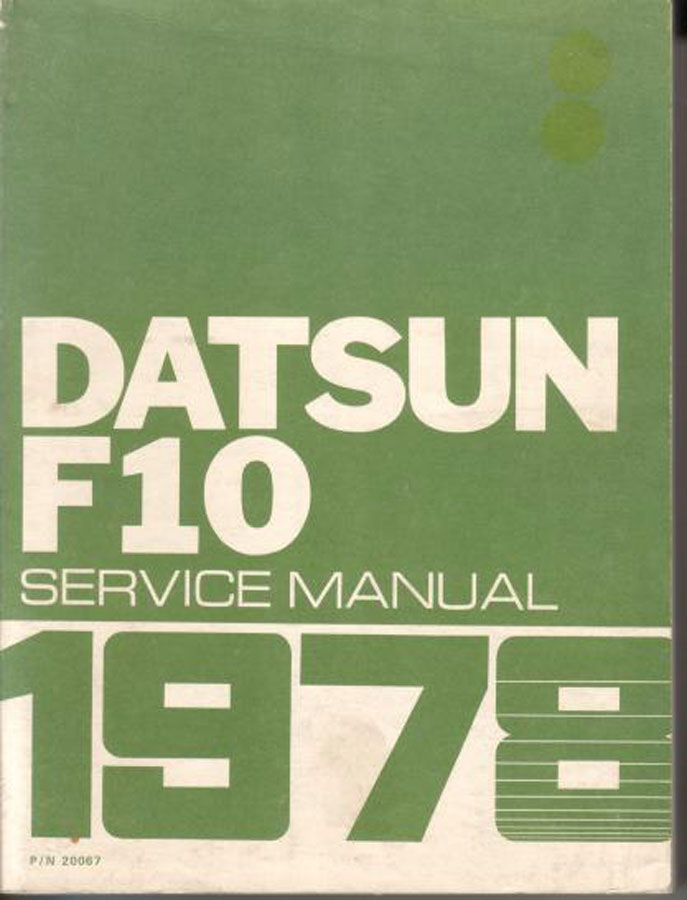 DATSUN
F10
SERVICE MANUAL
1978
P/N 20067